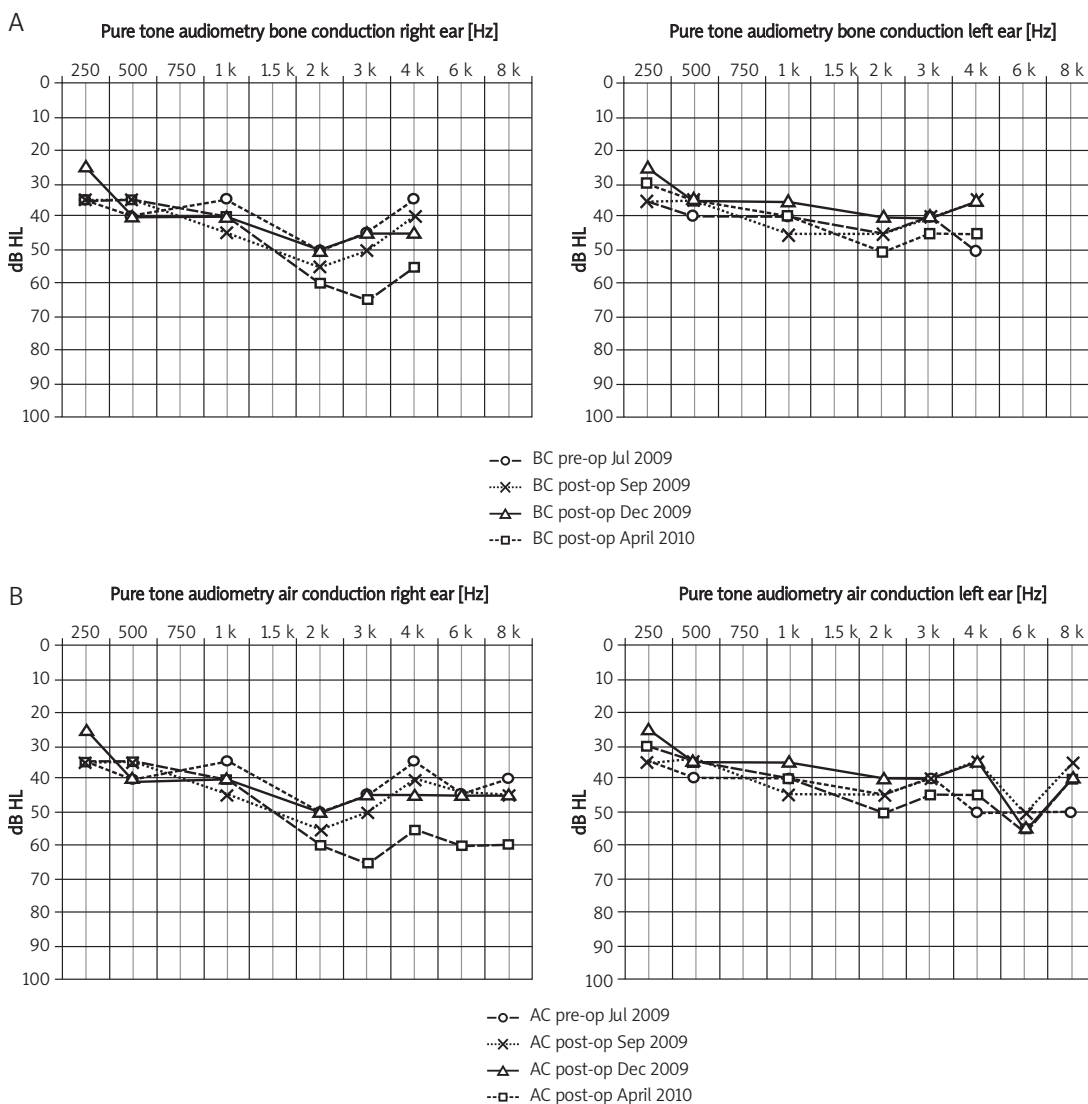 A
Pure tone audiometry bone conduction right ear [Hz]
250 500 750 1 k 1.5 k 2 k 3 k 4 k 6 k 8 k
0
10
20
30
40
50
60
70
80
90
100
dB HL
Pure tone audiometry bone conduction left ear [Hz]
250 500 750 1 k 1.5 k 2 k 3 k 4 k 6 k 8 k
0
10
20
30
40
50
60
70
80
90
100
dB HL
BC pre-op Jul 2009
BC post-op Sep 2009
BC post-op Dec 2009
BC post-op April 2010
B
Pure tone audiometry air conduction right ear [Hz]
250 500 750 1 k 1.5 k 2 k 3 k 4 k 6 k 8 k
0
10
20
30
40
50
60
70
80
90
100
dB HL
Pure tone audiometry air conduction left ear [Hz]
250 500 750 1 k 1.5 k 2 k 3 k 4 k 6 k 8 k
0
10
20
30
40
50
60
70
80
90
100
dB HL
AC pre-op Jul 2009
AC post-op Sep 2009
AC post-op Dec 2009
AC post-op April 2010